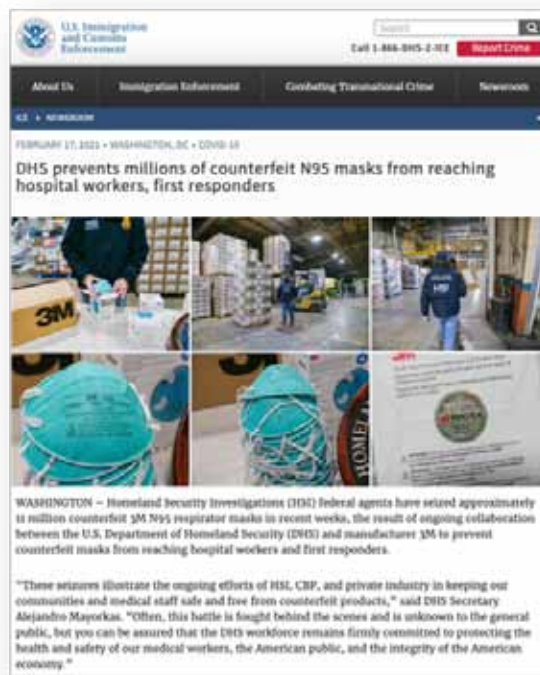 U.S. Immigration
and Customs
Enforcement
Search
Call 1-866-DHS-2-ICE
Report Crime
About Us
Immigration Enforcement
Combating Transnational Crime
Newsroom
ICE
NEWSROOM
FEBRUARY 17, 2021 • WASHINGTON, DC • COVID-19
DHS prevents millions of counterfeit N95 masks from reaching
hospital workers, first responders
3M
HSI
3M
HOMEL
WASHINGTON – Homeland Security Investigations (HSI) federal agents have seized approximately
11 million counterfeit 3M N95 respirator masks in recent weeks, the result of ongoing collaboration
between the U.S. Department of Homeland Security (DHS) and manufacturer 3M to prevent
counterfeit masks from reaching hospital workers and first responders.
"These seizures illustrate the ongoing efforts of HSI, CBP, and private industry in keeping our
communities and medical staff safe and free from counterfeit products," said DHS Secretary
Alejandro Mayorkas. "Often, this battle is fought behind the scenes and is unknown to the general
public, but you can be assured that the DHS workforce remains firmly committed to protecting the
health and safety of our medical workers, the American public, and the integrity of the American
economy."